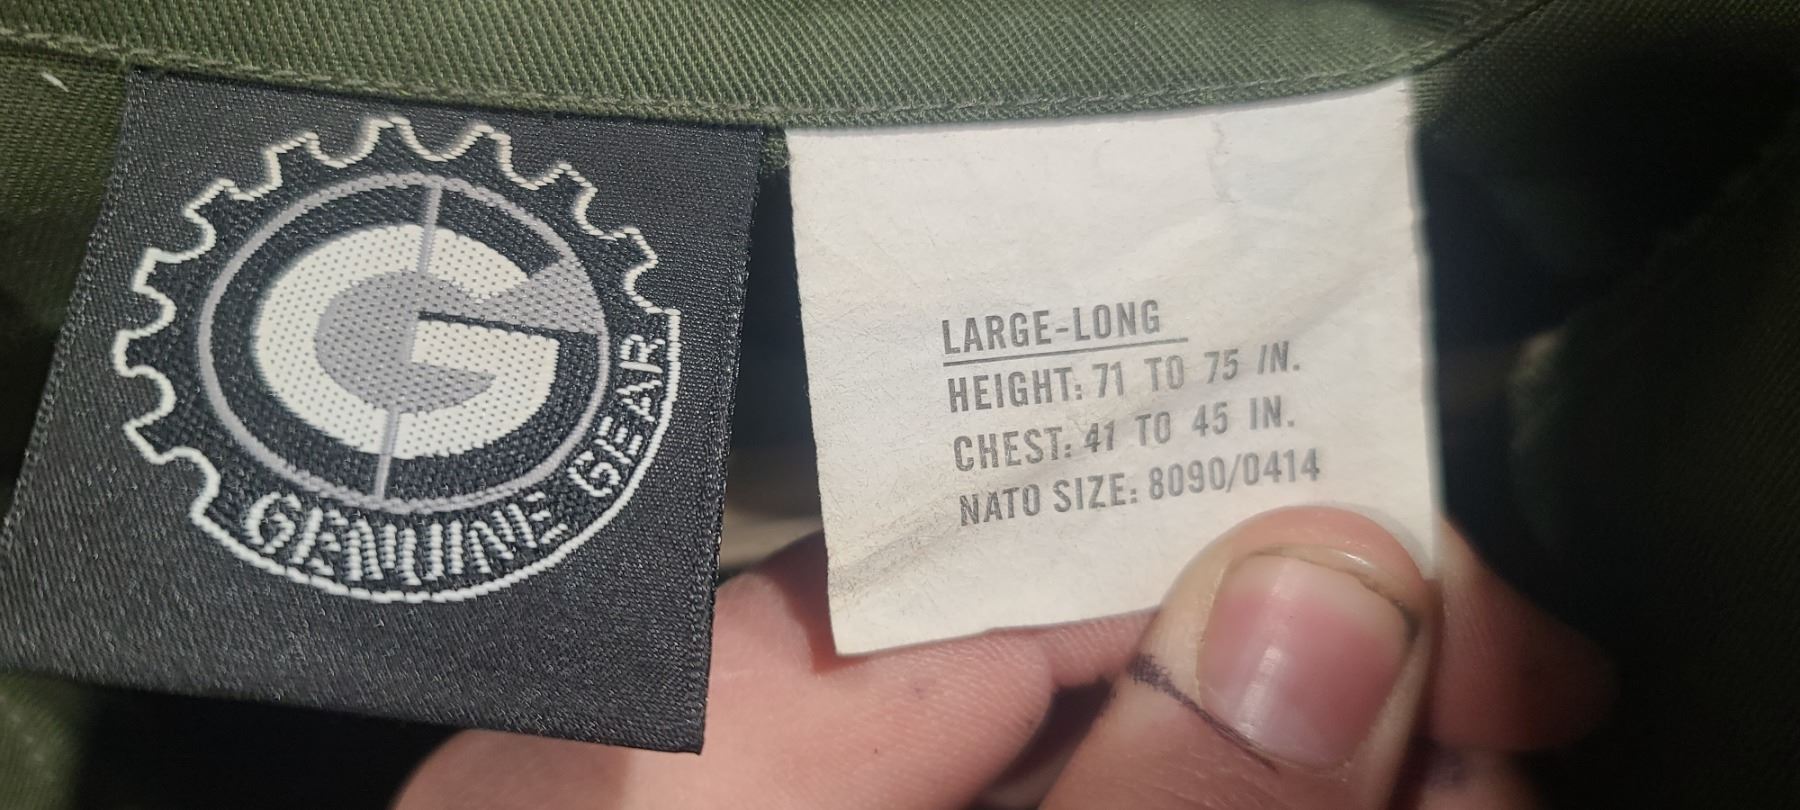 G
GENUINE GEAR
LARGE-LONG
HEIGHT: 71 TO 75 IN.
CHEST: 41 TO 45 IN.
NATO SIZE: 8090/0414